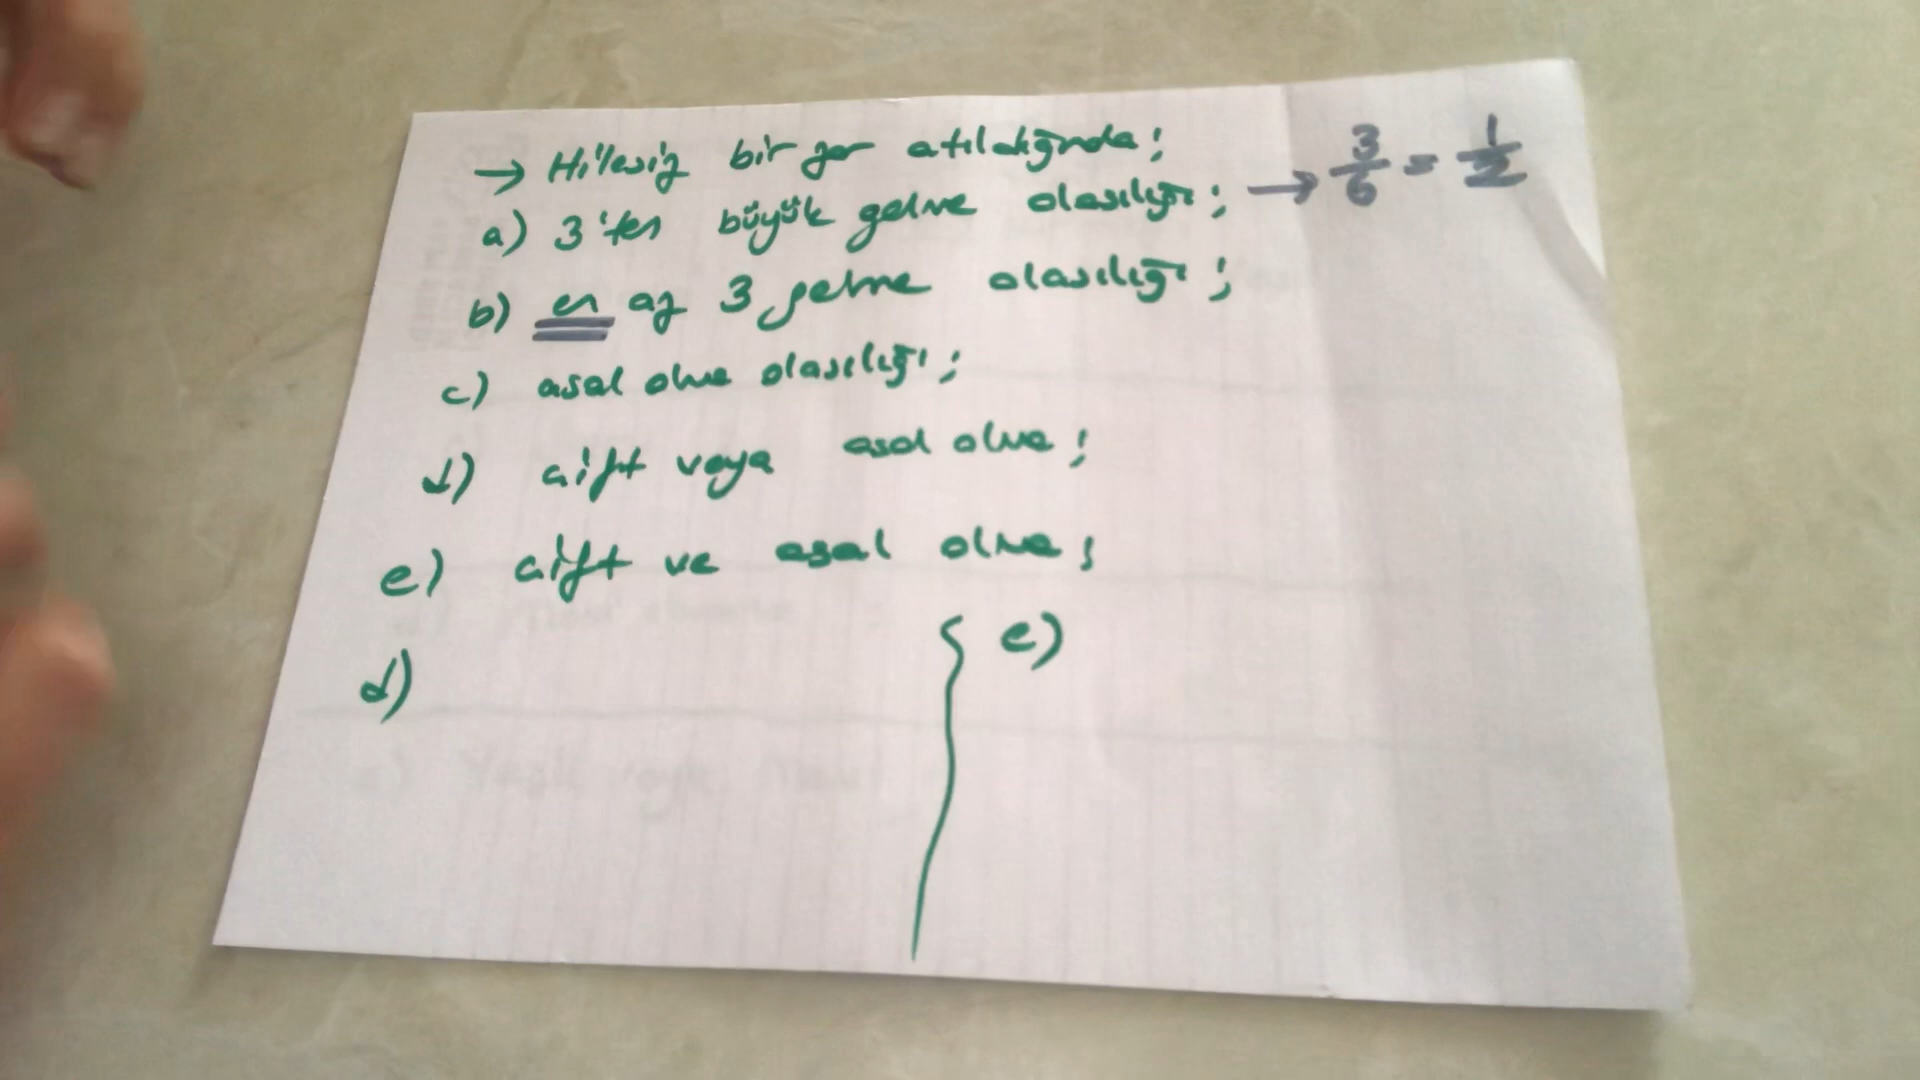 → Hilesiz bir zar atıldığında;
a) 3'ten büyük gelme olasılığı; → 3/6 = 1/2
b) en az 3 gelme olasılığı;
c) asal olma olasılığı;
d) çift veya asal olma;
e) çift ve asal olma;
d) e)